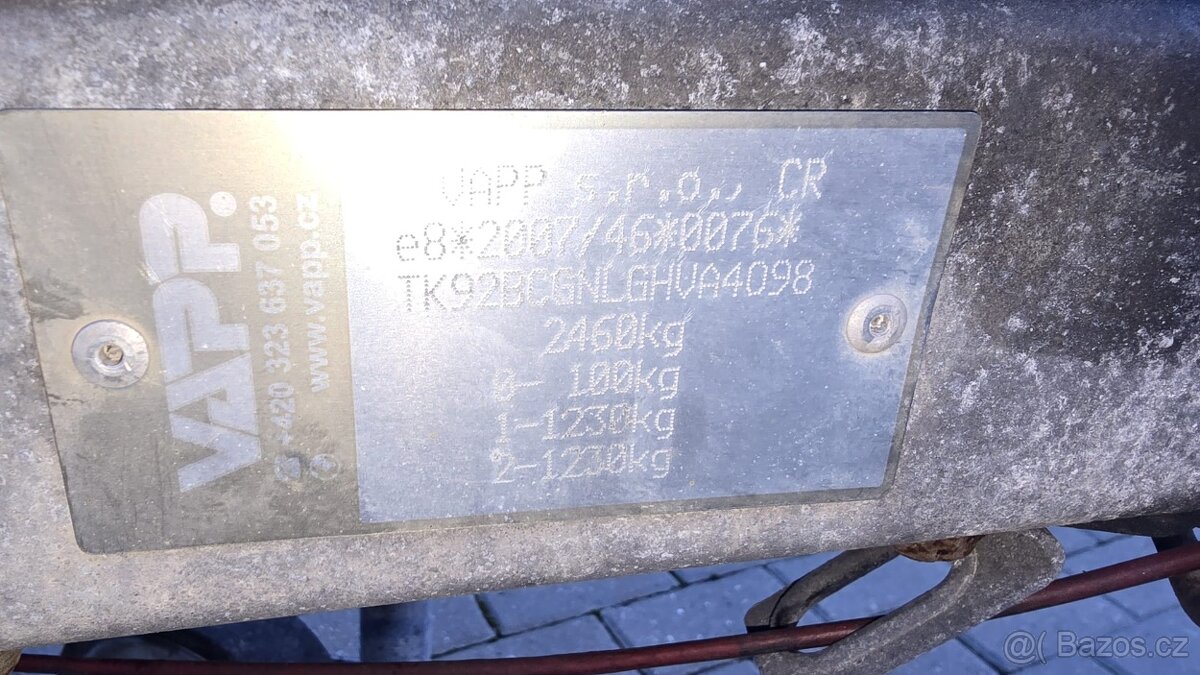 VAPP.
+420 323 637 053
www.vapp.cz
VAPP s.r.o., CR
e8*2007/46*0076*
TK92BCGNLGHVA4098
2460kg
0- 100kg
1-1230kg
2-1230kg
@( Bazos.cz